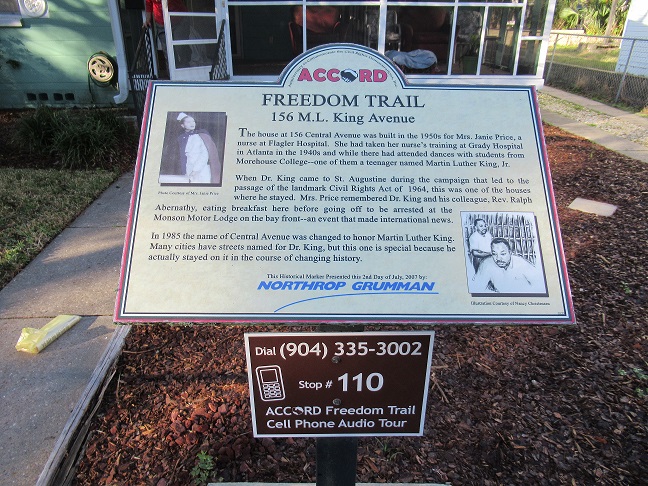 ACCORD
FREEDOM TRAIL
156 M.L. King Avenue
The house at 156 Central Avenue was built in the 1950s for Mrs. Janie Price, a
nurse at Flagler Hospital. She had taken her nurse's training at Grady Hospital
in Atlanta in the 1940s and while there had attended dances with students from
Morehouse College--one of them a teenager named Martin Luther King, Jr.
Photo Courtesy of Mrs. Janie Price
When Dr. King came to St. Augustine during the campaign that led to the
passage of the landmark Civil Rights Act of 1964, this was one of the houses
where he stayed. Mrs. Price remembered Dr. King and his colleague, Rev. Ralph
Abernathy, eating breakfast here before going off to be arrested at the
Monson Motor Lodge on the bay front--an event that made international news.
In 1985 the name of Central Avenue was changed to honor Martin Luther King.
Many cities have streets named for Dr. King, but this one is special because he
actually stayed on it in the course of changing history.
This Historical Marker Presented this 2nd Day of July, 2007 by:
NORTHROP GRUMMAN
Illustration Courtesy of Nancy Christensen
Dial (904) 335-3002
Stop # 110
ACCORD Freedom Trail
Cell Phone Audio Tour